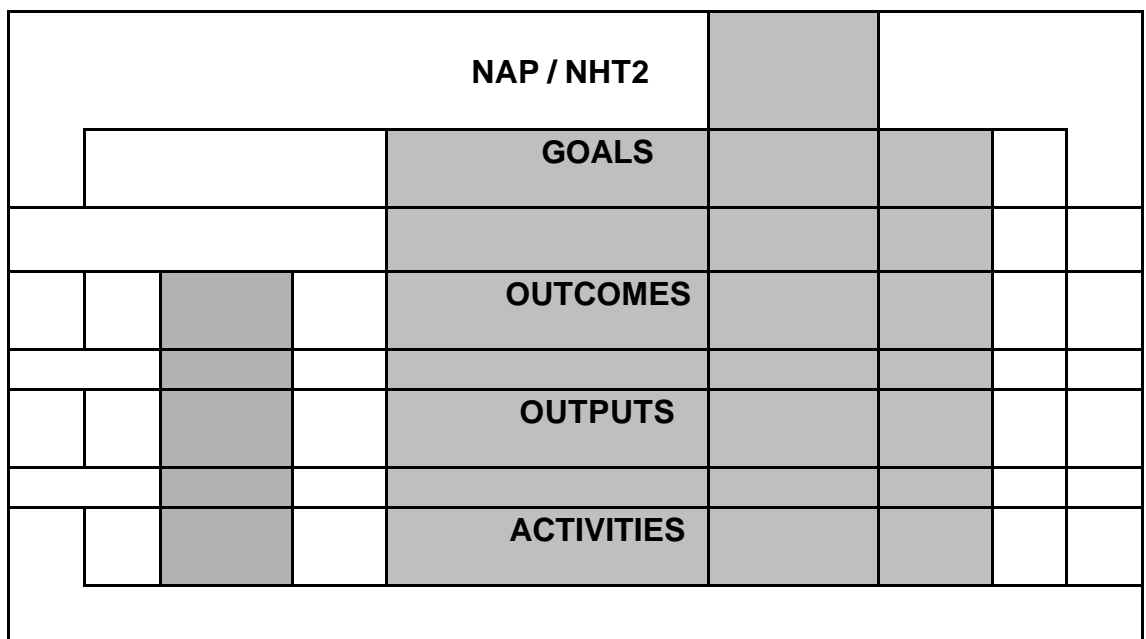 NAP / NHT2
GOALS
OUTCOMES
OUTPUTS
ACTIVITIES